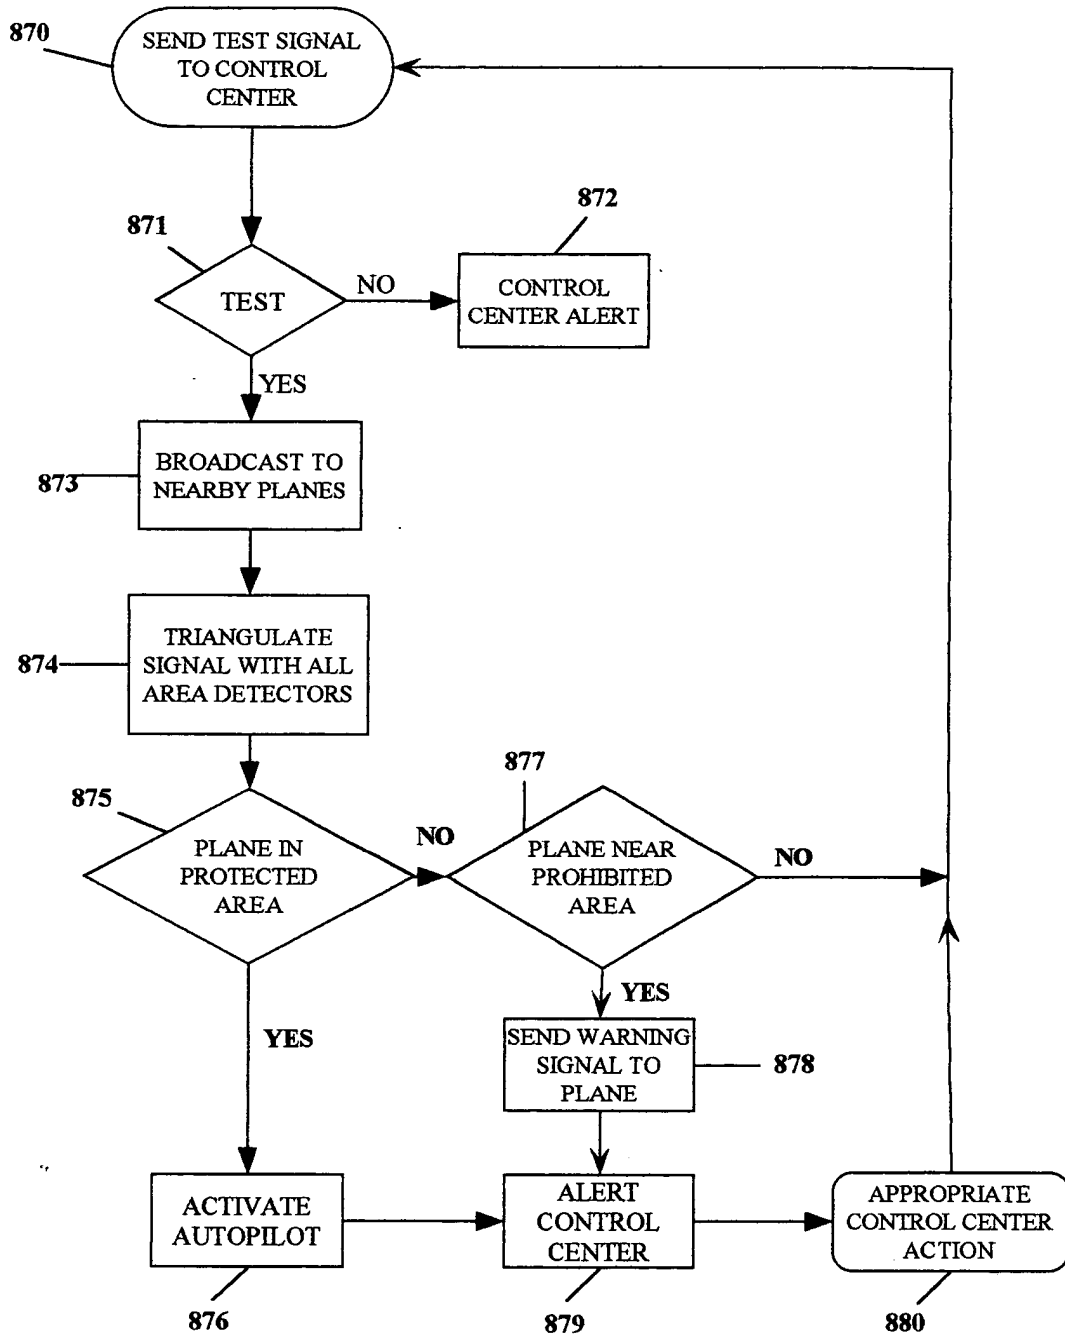 870
SEND TEST SIGNAL
TO CONTROL
CENTER
871
TEST
NO
872
CONTROL
CENTER ALERT
YES
873
BROADCAST TO
NEARBY PLANES
874
TRIANGULATE
SIGNAL WITH ALL
AREA DETECTORS
875
PLANE IN
PROTECTED
AREA
NO
877
PLANE NEAR
PROHIBITED
AREA
NO
YES
YES
SEND WARNING
SIGNAL TO
PLANE
878
ACTIVATE
AUTOPILOT
876
ALERT
CONTROL
CENTER
879
APPROPRIATE
CONTROL CENTER
ACTION
880